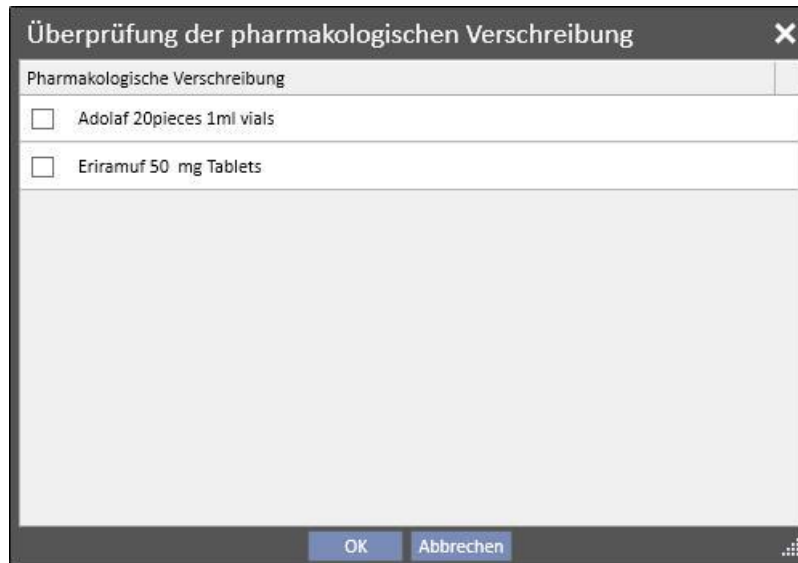 Überprüfung der pharmakologischen Verschreibung
Pharmakologische Verschreibung
Adolaf 20pieces 1ml vials
Eriramuf 50 mg Tablets
OK Abbrechen